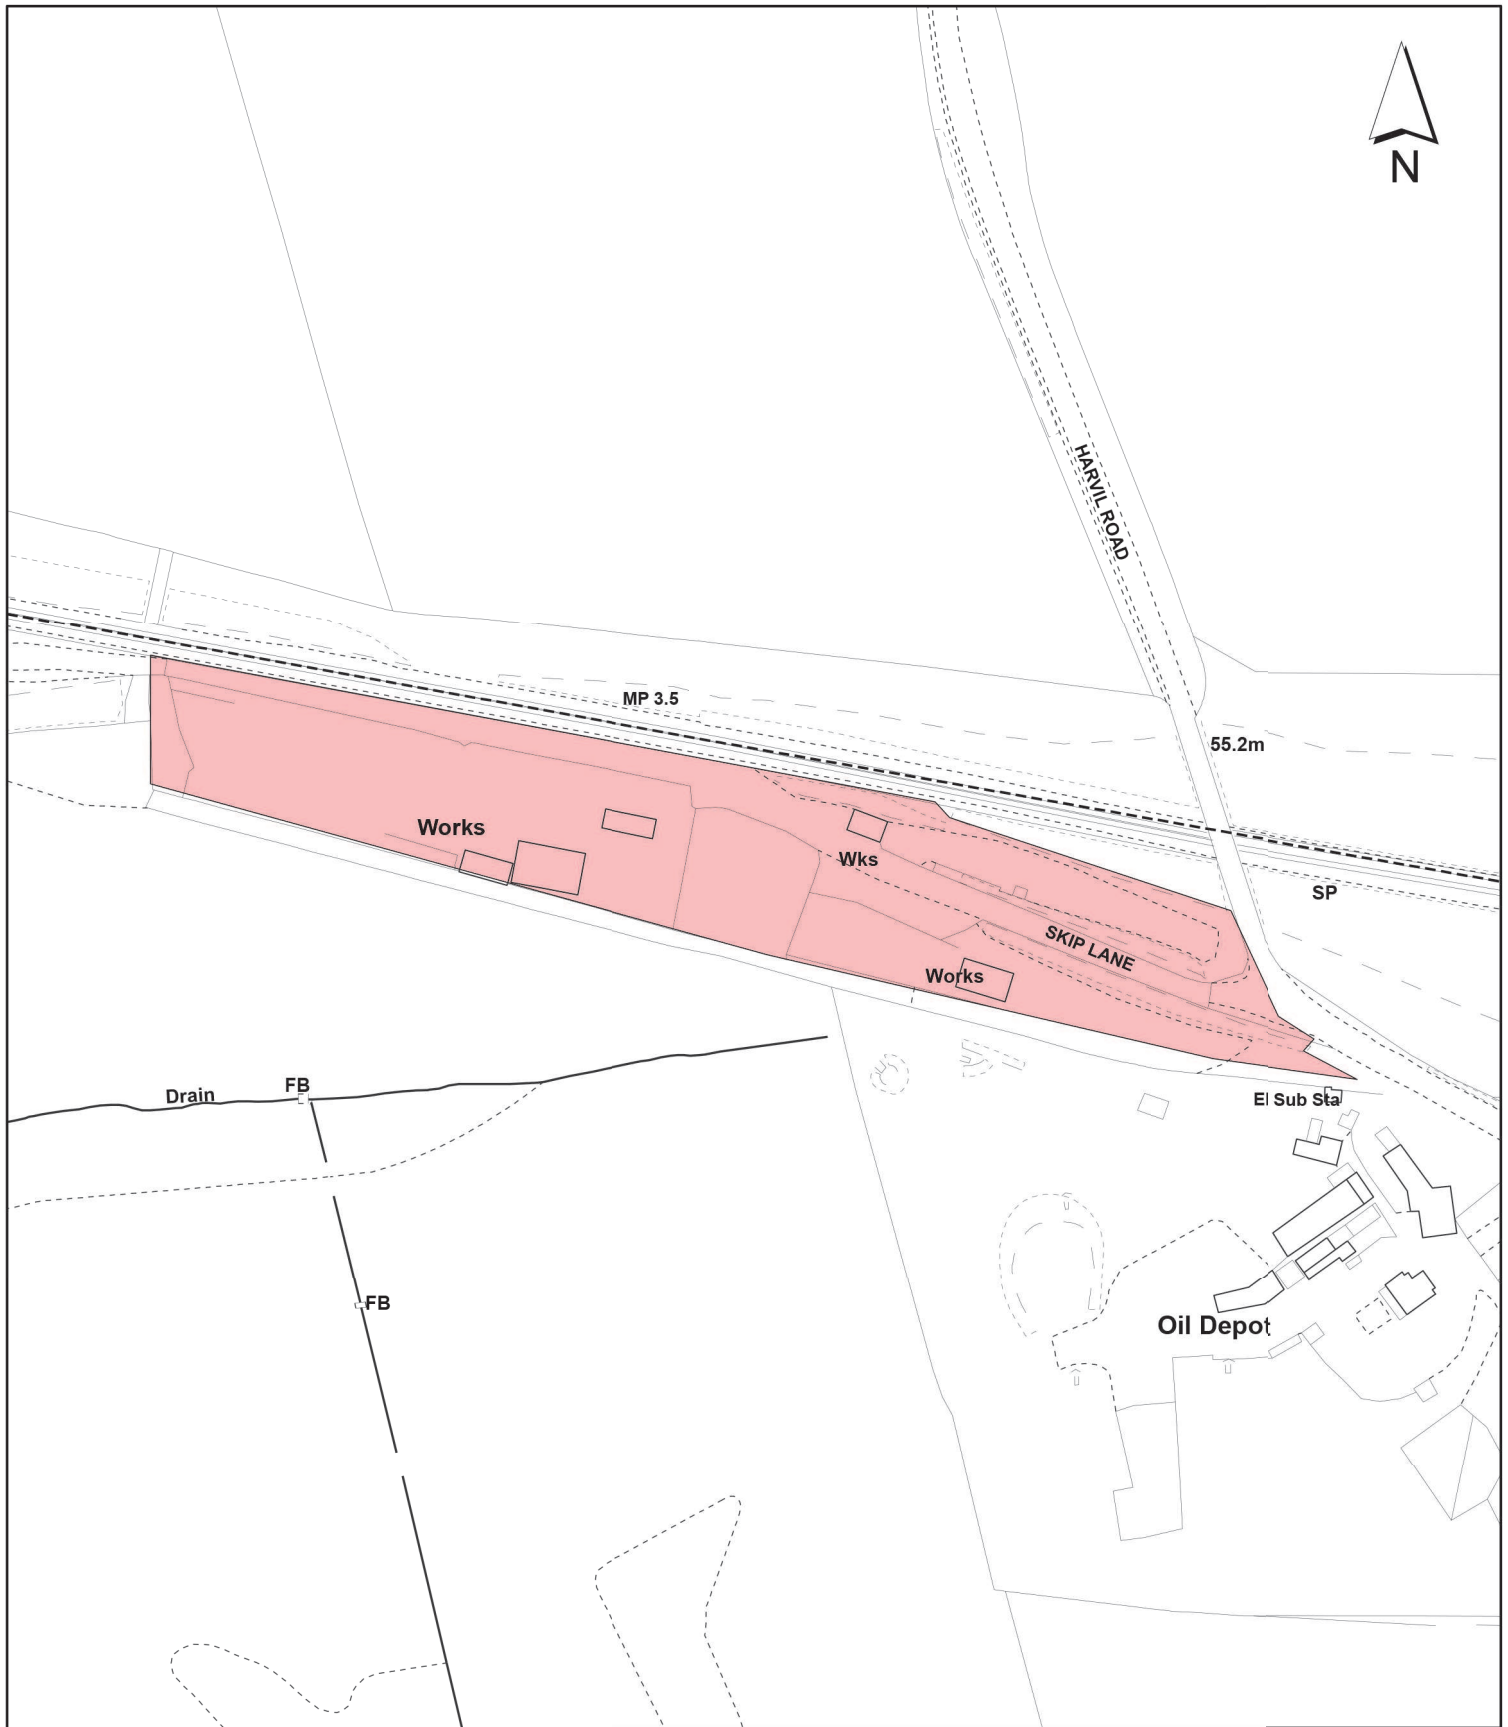 N
HARVIL ROAD
MP 3.5
55.2m
Works
Wks
SP
SKIP LANE
Works
FB
Drain
El Sub Sta
FB
Oil Depot